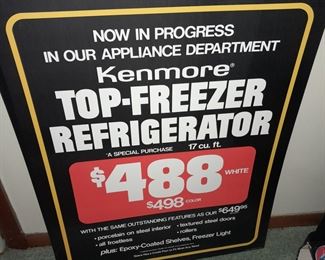 NOW IN PROGRESS
IN OUR APPLIANCE DEPARTMENT
Kenmore®
TOP-FREEZER
REFRIGERATOR
*A SPECIAL PURCHASE 17 cu. ft.
$488 WHITE
$498 COLOR
WITH THE SAME OUTSTANDING FEATURES AS OUR $649.95
• porcelain on steel interior • textured steel doors
• all frostless • rollers
plus: Epoxy-Coated Shelves, Freezer Light